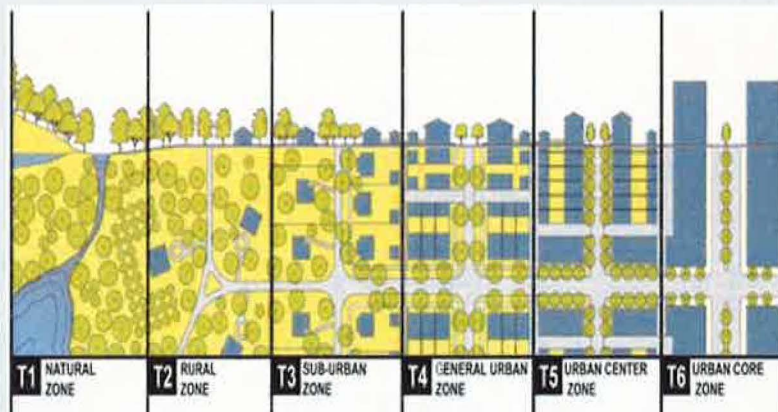 T1 NATURAL
ZONE
T2 RURAL
ZONE
T3 SUB-URBAN
ZONE
T4 GENERAL URBAN
ZONE
T5 URBAN CENTER
ZONE
T6 URBAN CORE
ZONE